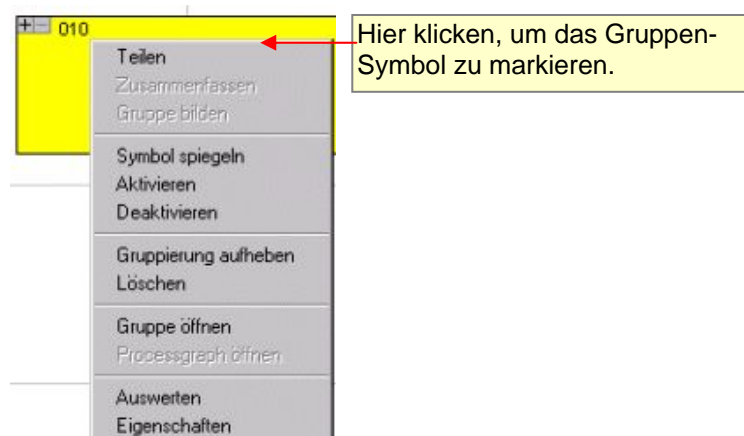 010
Hier klicken, um das Gruppen-
Symbol zu markieren.
Teilen
Zusammenfassen
Gruppe bilden
Symbol spiegeln
Aktivieren
Deaktivieren
Gruppierung aufheben
Löschen
Gruppe öffnen
Processgraph öffnen
Auswerten
Eigenschaften